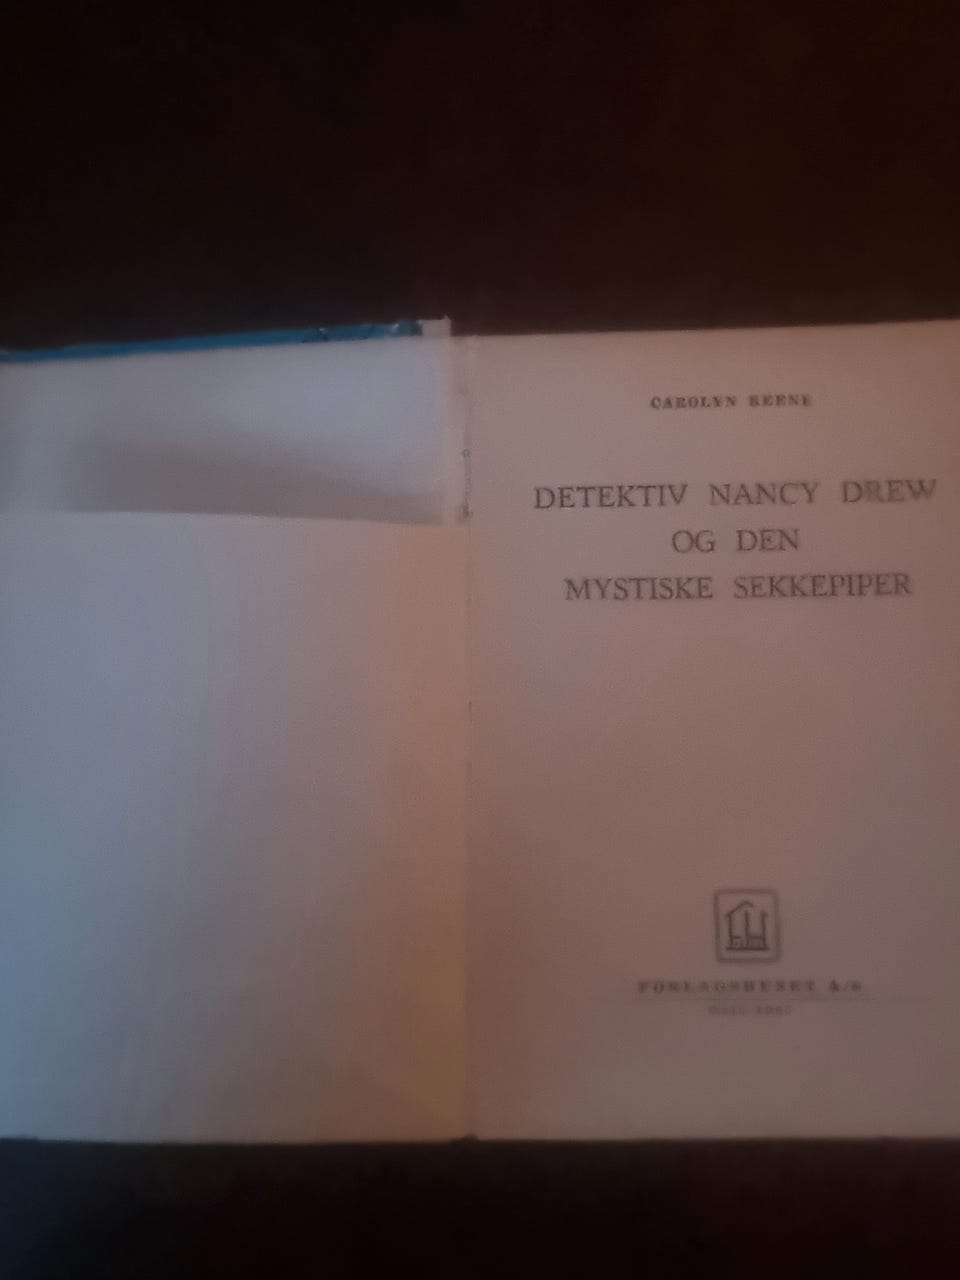 CAROLYN KEENE
DETEKTIV NANCY DREW
OG DEN
MYSTISKE SEKKEPIPER
FORLAGSHUSET A/S